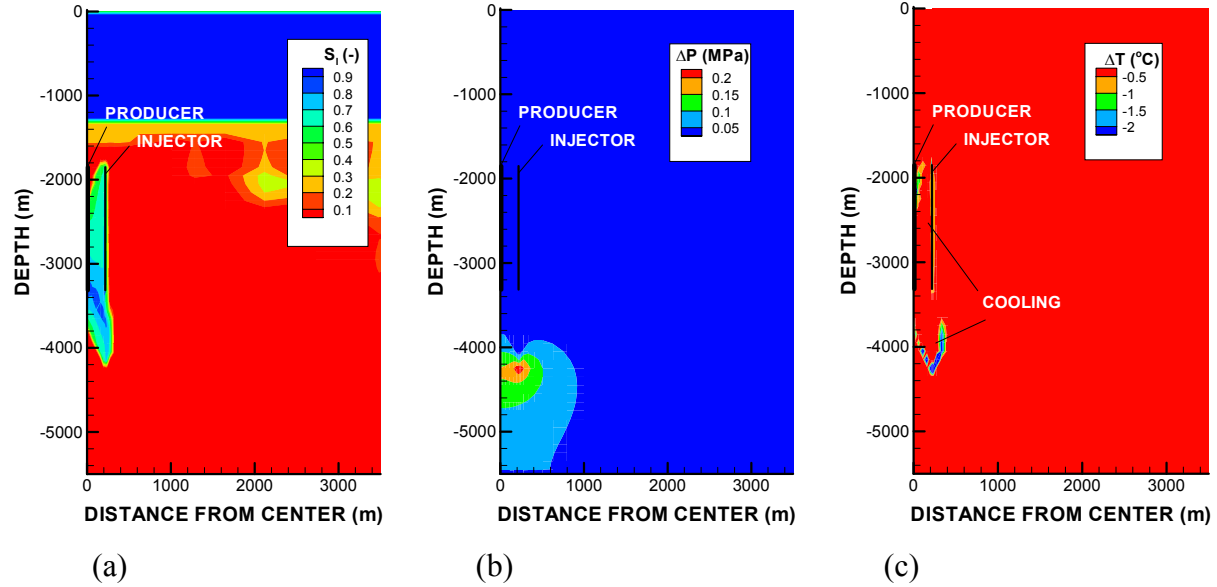 0
-1000
-2000
-3000
-4000
-5000
DEPTH (m)
S_l (-)
0.9
0.8
0.7
0.6
0.5
0.4
0.3
0.2
0.1
PRODUCER
INJECTOR
0 1000 2000 3000
DISTANCE FROM CENTER (m)
(a)
0
-1000
-2000
-3000
-4000
-5000
DEPTH (m)
ΔP (MPa)
0.2
0.15
0.1
0.05
PRODUCER
INJECTOR
0 1000 2000 3000
DISTANCE FROM CENTER (m)
(b)
0
-1000
-2000
-3000
-4000
-5000
DEPTH (m)
ΔT (°C)
-0.5
-1
-1.5
-2
PRODUCER
INJECTOR
COOLING
0 1000 2000 3000
DISTANCE FROM CENTER (m)
(c)